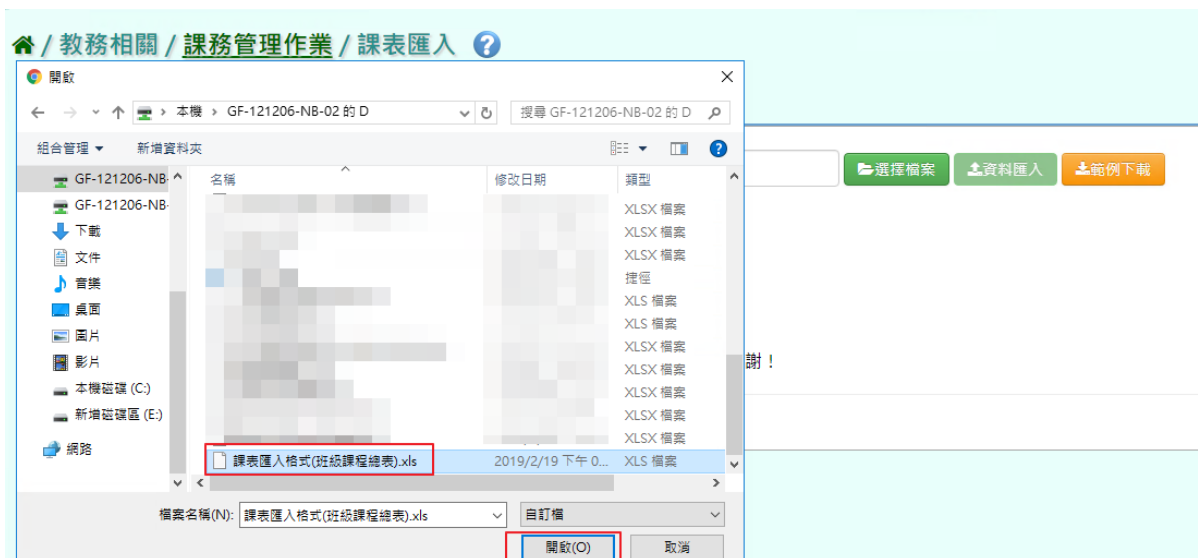 / 教務相關 / 課務管理作業 / 課表匯入 ?
開啟
本機 › GF-121206-NB-02 的 D
搜尋 GF-121206-NB-02 的 D
組合管理 新增資料夾
選擇檔案 資料匯入 範例下載
名稱 修改日期 類型
GF-121206-NB-
GF-121206-NB-
下載
文件
音樂
桌面
圖片
影片
本機磁碟 (C:)
新增磁碟區 (E:)
網路
XLSX 檔案
XLSX 檔案
XLSX 檔案
捷徑
XLS 檔案
XLS 檔案
XLSX 檔案
XLSX 檔案
XLSX 檔案
XLSX 檔案
XLSX 檔案
課表匯入格式(班級課程總表).xls 2019/2/19 下午 0... XLS 檔案
謝！
檔案名稱(N): 課表匯入格式(班級課程總表).xls 自訂檔
開啟(O) 取消